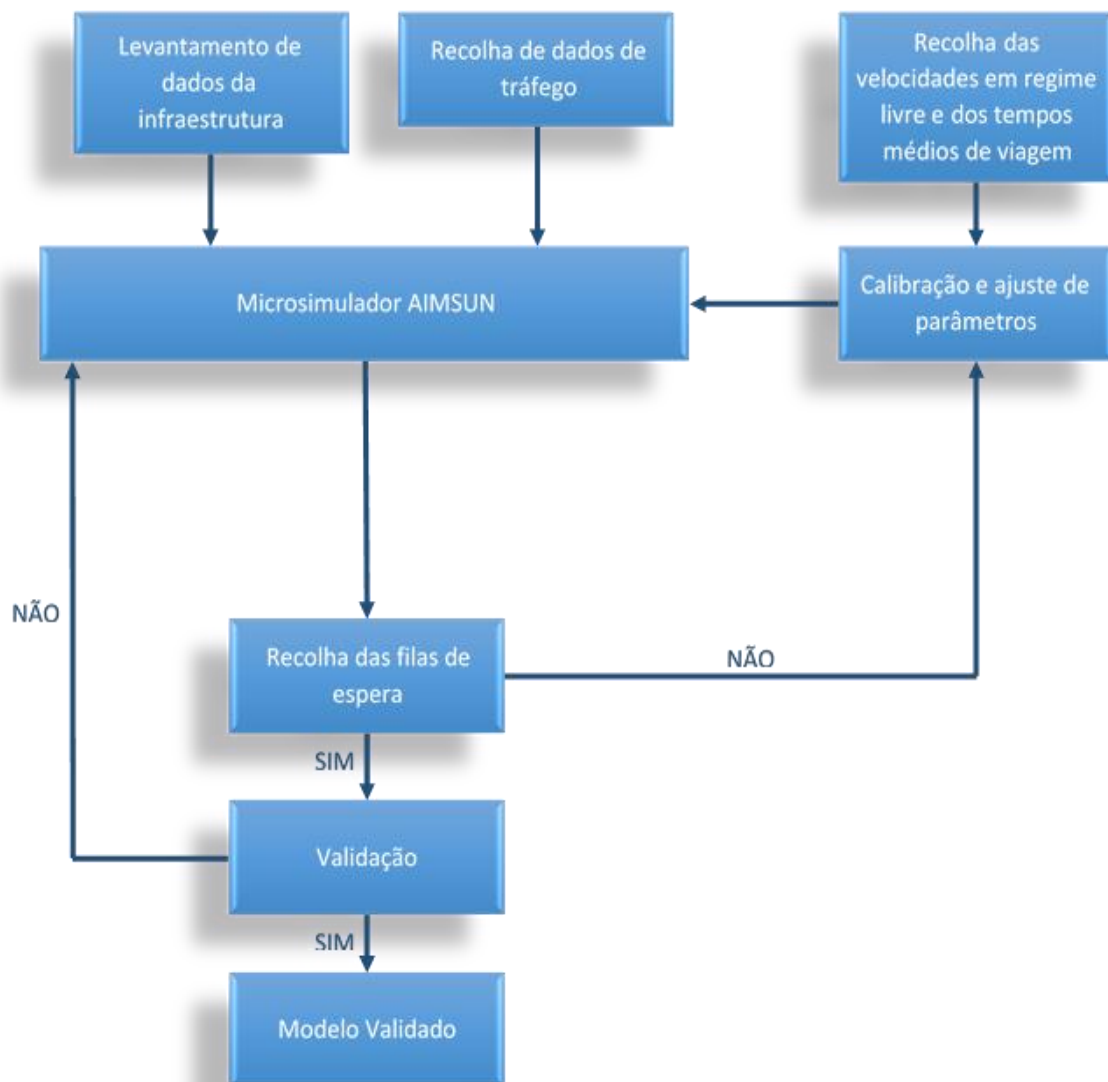 Levantamento de
dados da
infraestrutura
Recolha de dados de
tráfego
Recolha das
velocidades em regime
livre e dos tempos
médios de viagem
Microsimulador AIMSUN
Calibração e ajuste de
parâmetros
NÃO
Recolha das filas de
espera
NÃO
SIM
Validação
SIM
Modelo Validado